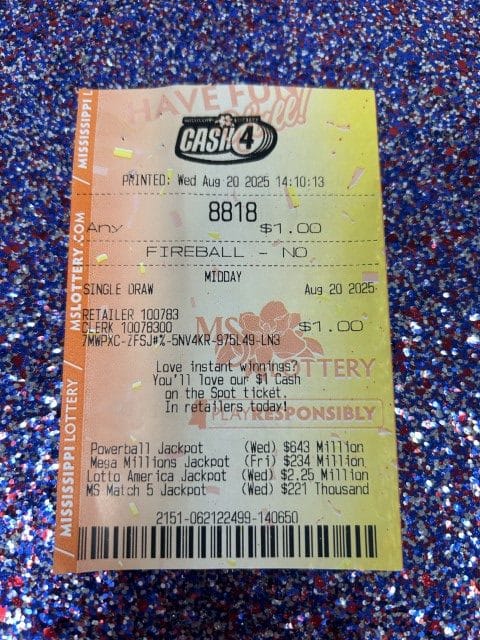 HAVE FUN
MISSISSIPPI LOTTERY
CASH 4
PRINTED: Wed Aug 20 2025 14:10:13
8818
Any $1.00
FIREBALL - NO
MIDDAY
SINGLE DRAW Aug 20 2025
RETAILER 100783
CLERK 10078300 $1.00
7MWPXC-ZFSJ#%-5NV4KR-975L49-LN3
MS LOTTERY
Love instant winnings?
You'll love our $1 Cash
on the Spot ticket.
In retailers today!
PLAY RESPONSIBLY
Powerball Jackpot (Wed) $643 Million
Mega Millions Jackpot (Fri) $234 Million
Lotto America Jackpot (Wed) $2.25 Million
MS Match 5 Jackpot (Wed) $221 Thousand
2151-062122499-140650
/ MISSISSIPPI LOTTERY / MSLOTTERY.COM / MISSISSIPPI L